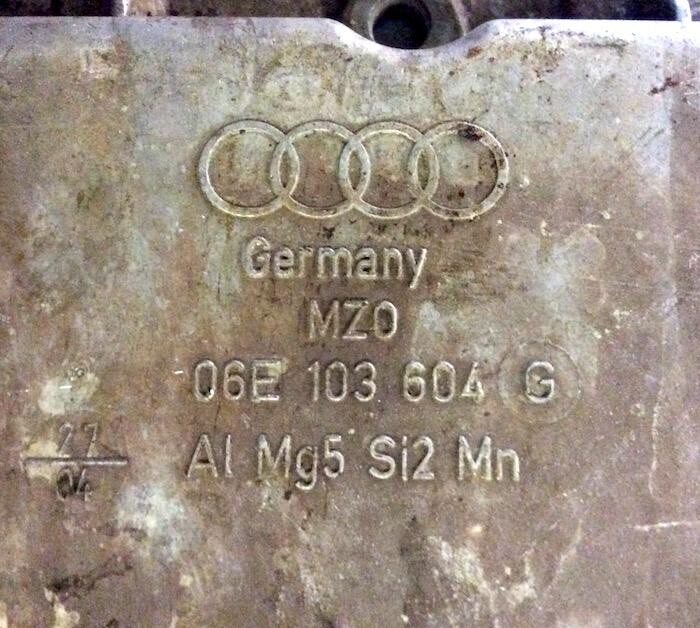 Germany
MZO
06E 103 604 G
27
04
Al Mg5 Si2 Mn